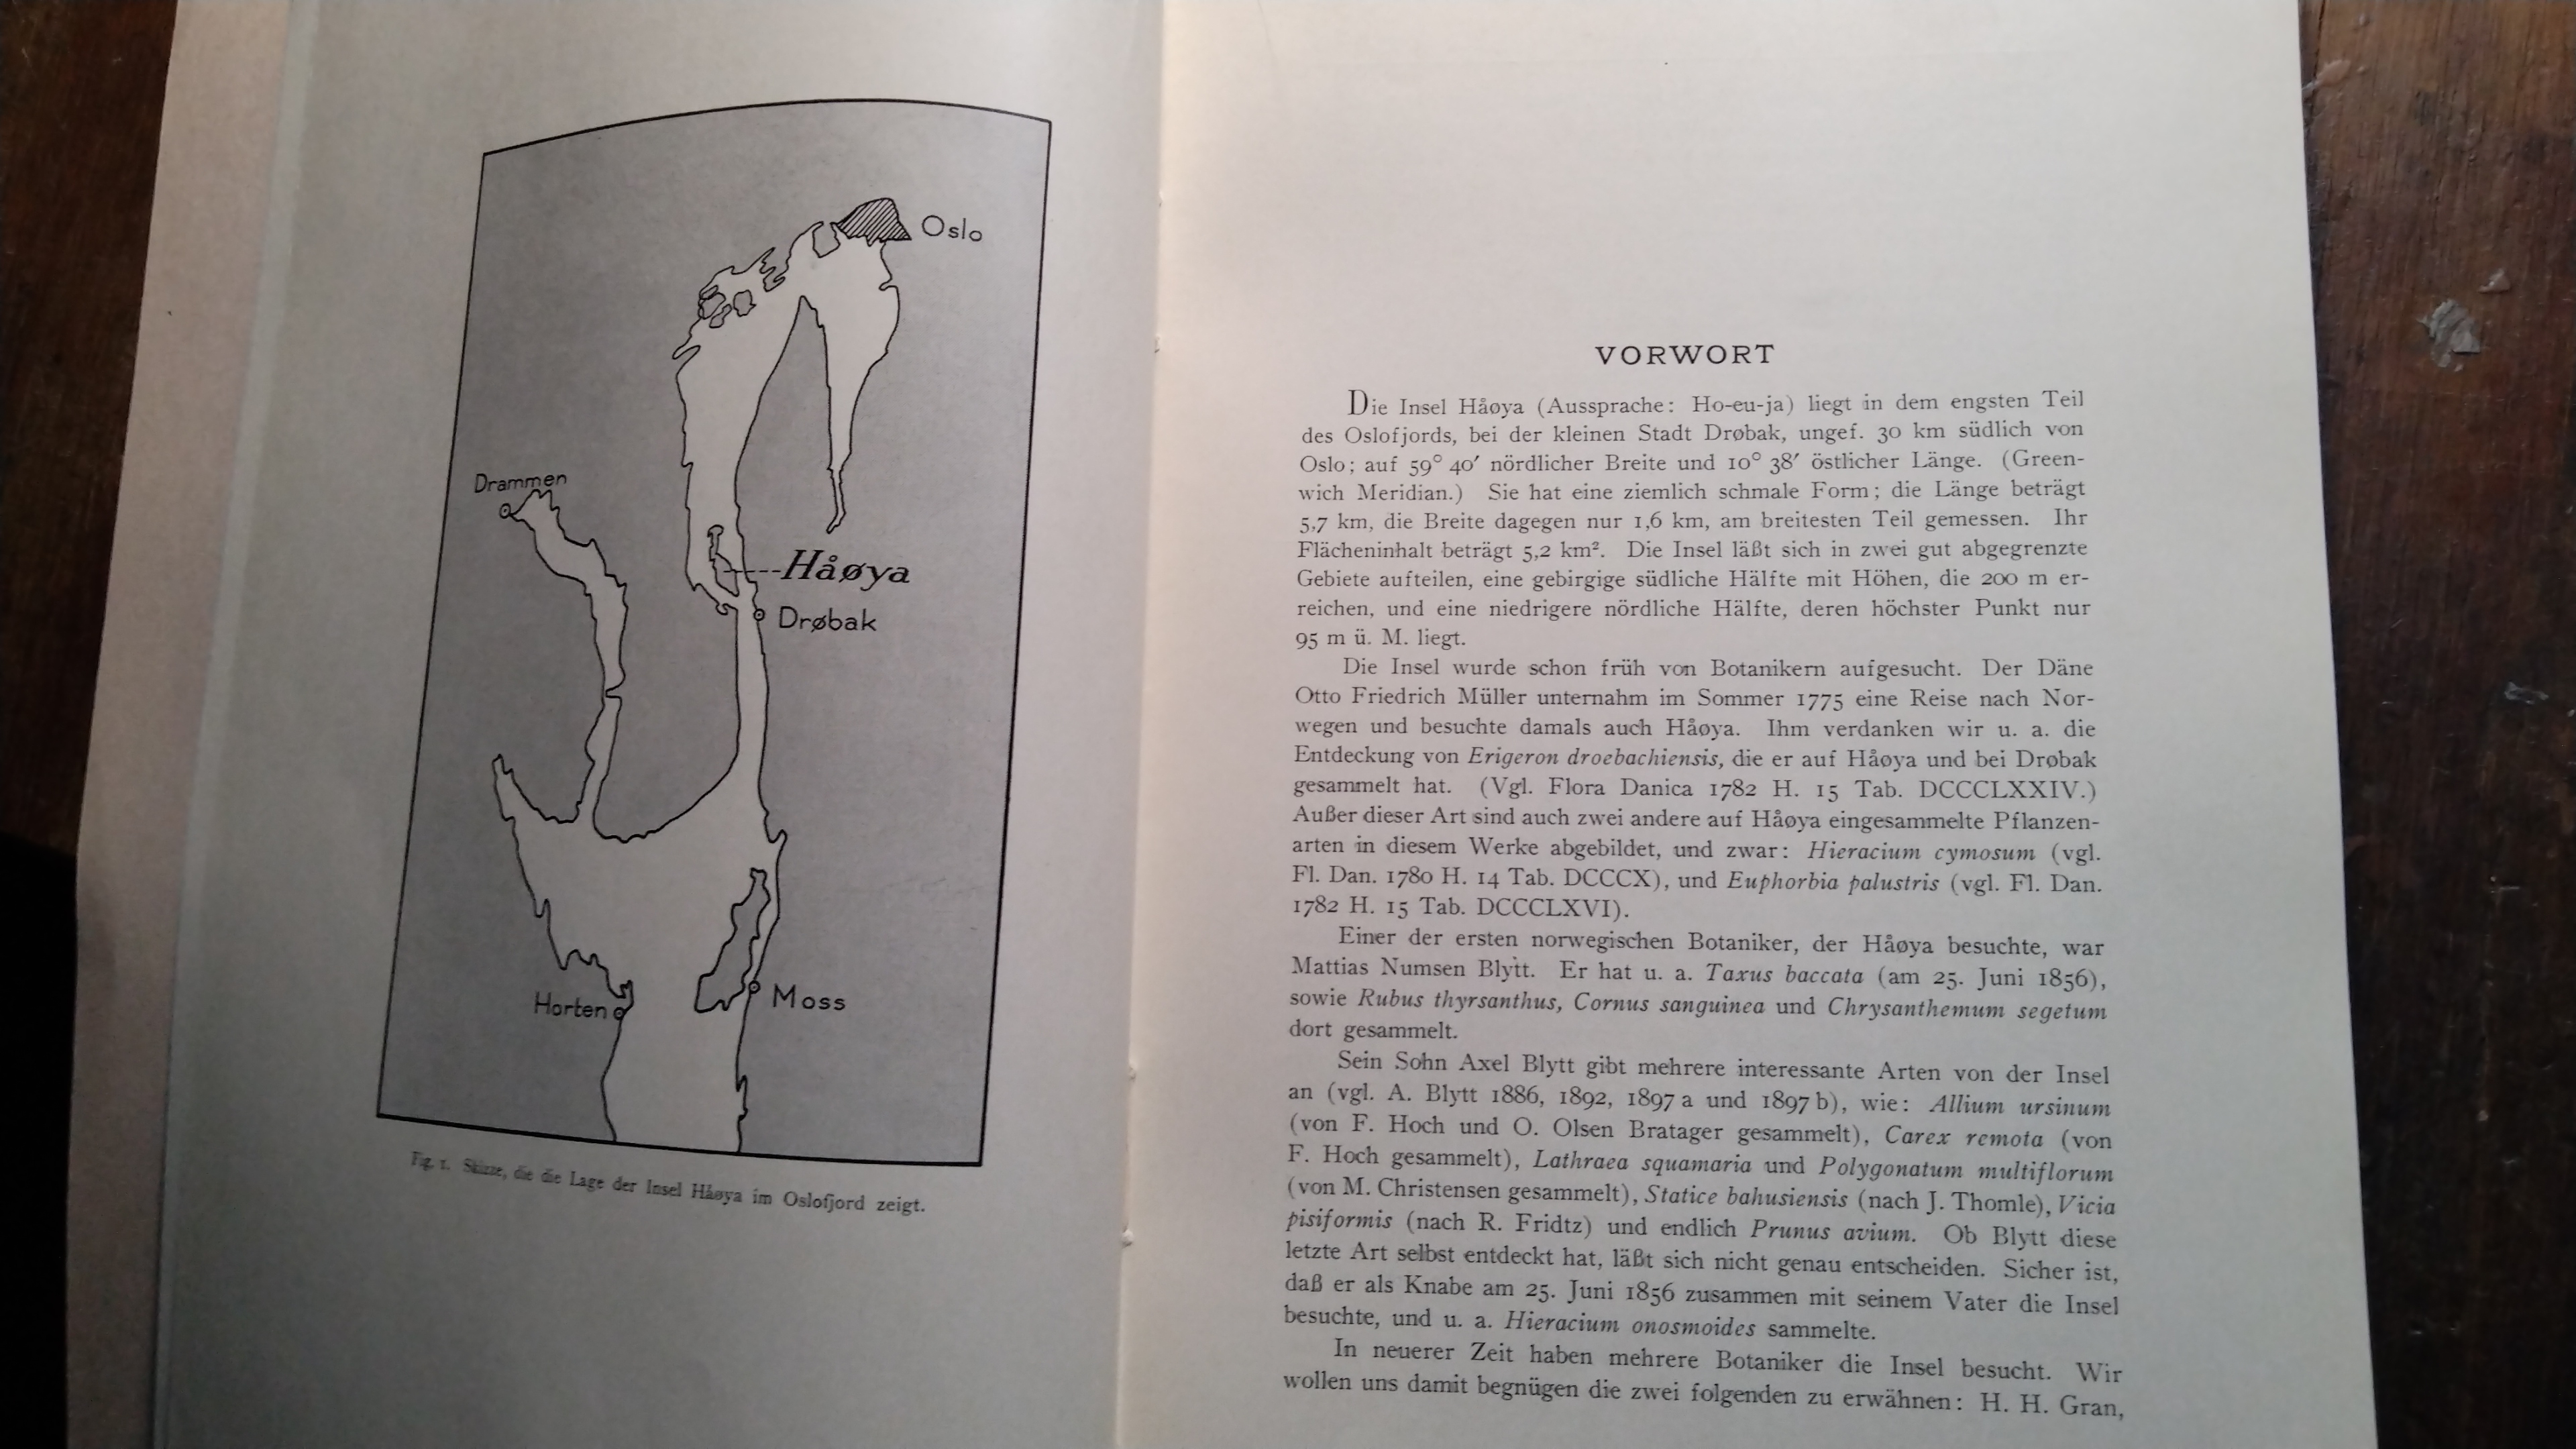 Oslo
Drammen
Håøya
Drøbak
Horten
Moss
Fig. 1. Skizze, die die Lage der Insel Håøya im Oslofjord zeigt.
VORWORT
Die Insel Håøya (Aussprache: Ho-eu-ja) liegt in dem engsten Teil
des Oslofjords, bei der kleinen Stadt Drøbak, ungef. 30 km südlich von
Oslo; auf 59° 40′ nördlicher Breite und 10° 38′ östlicher Länge. (Green-
wich Meridian.) Sie hat eine ziemlich schmale Form; die Länge beträgt
5,7 km, die Breite dagegen nur 1,6 km, am breitesten Teil gemessen. Ihr
Flächeninhalt beträgt 5,2 km². Die Insel läßt sich in zwei gut abgegrenzte
Gebiete aufteilen, eine gebirgige südliche Hälfte mit Höhen, die 200 m er-
reichen, und eine niedrigere nördliche Hälfte, deren höchster Punkt nur
95 m ü. M. liegt.
Die Insel wurde schon früh von Botanikern aufgesucht. Der Däne
Otto Friedrich Müller unternahm im Sommer 1775 eine Reise nach Nor-
wegen und besuchte damals auch Håøya. Ihm verdanken wir u. a. die
Entdeckung von Erigeron droebachiensis, die er auf Håøya und bei Drøbak
gesammelt hat. (Vgl. Flora Danica 1782 H. 15 Tab. DCCCLXXIV.)
Außer dieser Art sind auch zwei andere auf Håøya eingesammelte Pflanzen-
arten in diesem Werke abgebildet, und zwar: Hieracium cymosum (vgl.
Fl. Dan. 1780 H. 14 Tab. DCCCX), und Euphorbia palustris (vgl. Fl. Dan.
1782 H. 15 Tab. DCCCLXVI).
Einer der ersten norwegischen Botaniker, der Håøya besuchte, war
Mattias Numsen Blytt. Er hat u. a. Taxus baccata (am 25. Juni 1856),
sowie Rubus thyrsanthus, Cornus sanguinea und Chrysanthemum segetum
dort gesammelt.
Sein Sohn Axel Blytt gibt mehrere interessante Arten von der Insel
an (vgl. A. Blytt 1886, 1892, 1897 a und 1897 b), wie: Allium ursinum
(von F. Hoch und O. Olsen Bratager gesammelt), Carex remota (von
F. Hoch gesammelt), Lathraea squamaria und Polygonatum multiflorum
(von M. Christensen gesammelt), Statice bahusiensis (nach J. Thomle), Vicia
pisiformis (nach R. Fridtz) und endlich Prunus avium. Ob Blytt diese
letzte Art selbst entdeckt hat, läßt sich nicht genau entscheiden. Sicher ist,
daß er als Knabe am 25. Juni 1856 zusammen mit seinem Vater die Insel
besuchte, und u. a. Hieracium onosmoides sammelte.
In neuerer Zeit haben mehrere Botaniker die Insel besucht. Wir
wollen uns damit begnügen die zwei folgenden zu erwähnen: H. H. Gran,